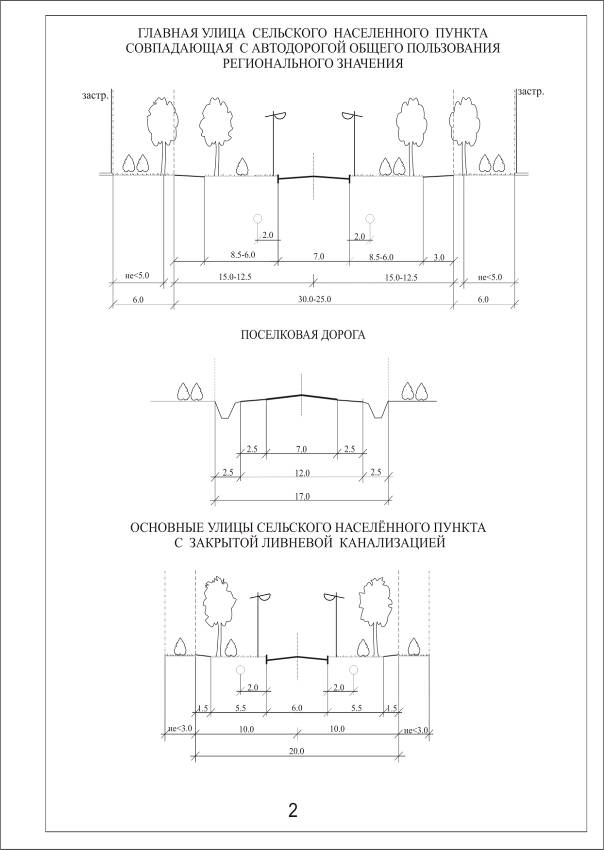 ГЛАВНАЯ УЛИЦА СЕЛЬСКОГО НАСЕЛЕННОГО ПУНКТА
СОВПАДАЮЩАЯ С АВТОДОРОГОЙ ОБЩЕГО ПОЛЬЗОВАНИЯ
РЕГИОНАЛЬНОГО ЗНАЧЕНИЯ
застр. застр.
2.0 2.0
8.5-6.0 7.0 8.5-6.0 3.0
не<5.0 15.0-12.5 15.0-12.5 не<5.0
6.0 30.0-25.0 6.0
ПОСЕЛКОВАЯ ДОРОГА
2.5 7.0 2.5
2.5 12.0 2.5
17.0
ОСНОВНЫЕ УЛИЦЫ СЕЛЬСКОГО НАСЕЛЁННОГО ПУНКТА
С ЗАКРЫТОЙ ЛИВНЕВОЙ КАНАЛИЗАЦИЕЙ
2.0 2.0
1.5 5.5 6.0 5.5 1.5
не<3.0 10.0 10.0 не<3.0
20.0
2